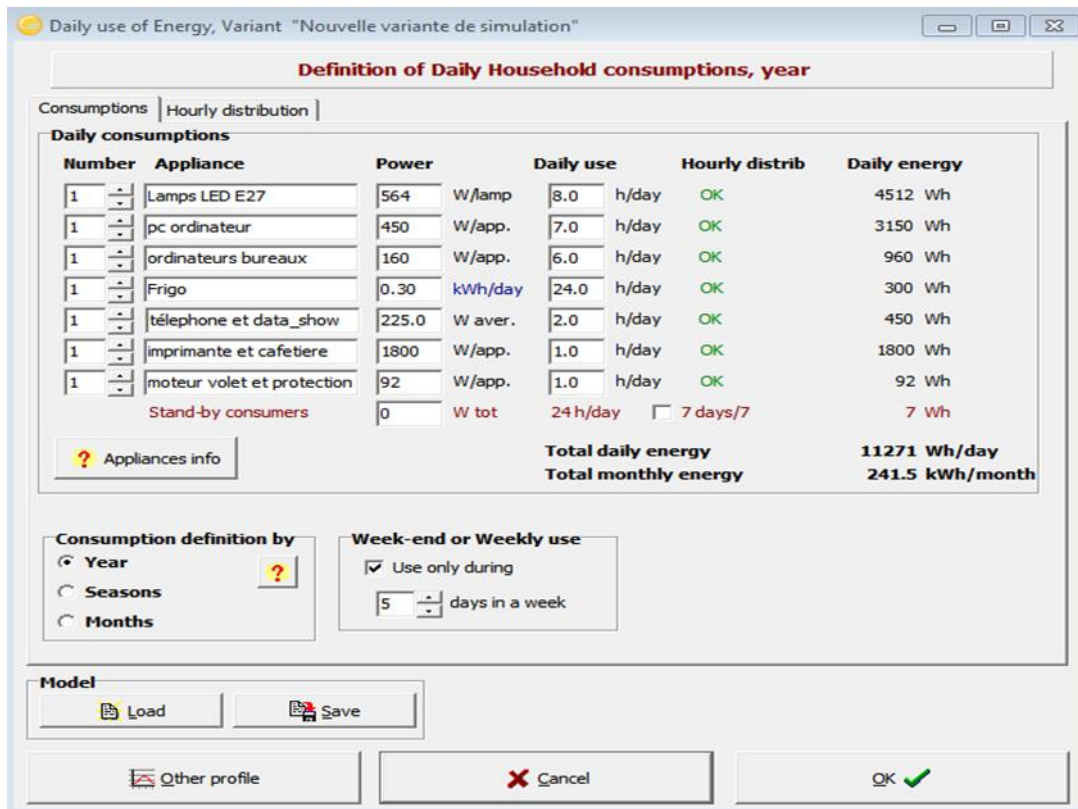 Daily use of Energy, Variant "Nouvelle variante de simulation"
Definition of Daily Household consumptions, year
Consumptions Hourly distribution
Daily consumptions
Number Appliance Power Daily use Hourly distrib Daily energy
1 Lamps LED E27 564 W/lamp 8.0 h/day OK 4512 Wh
1 pc ordinateur 450 W/app. 7.0 h/day OK 3150 Wh
1 ordinateurs bureaux 160 W/app. 6.0 h/day OK 960 Wh
1 Frigo 0.30 kWh/day 24.0 h/day OK 300 Wh
1 télephone et data_show 225.0 W aver. 2.0 h/day OK 450 Wh
1 imprimante et cafetiere 1800 W/app. 1.0 h/day OK 1800 Wh
1 moteur volet et protection 92 W/app. 1.0 h/day OK 92 Wh
Stand-by consumers 0 W tot 24 h/day 7 days/7 7 Wh
? Appliances info
Total daily energy 11271 Wh/day
Total monthly energy 241.5 kWh/month
Consumption definition by
Year
?
Seasons
Months
Week-end or Weekly use
Use only during
5 days in a week
Model
Load Save
Other profile Cancel OK